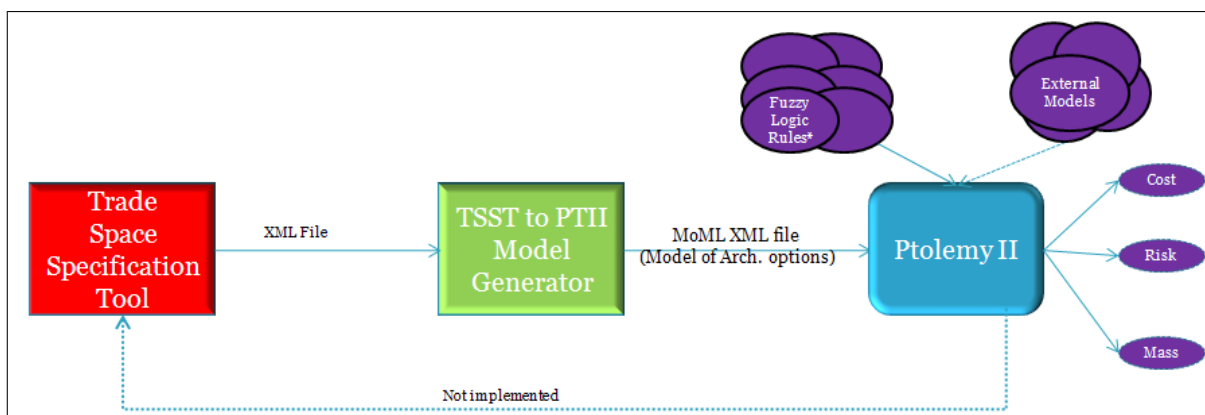 Fuzzy
Logic
Rules*
External
Models
Trade
Space
Specification
Tool
XML File
TSST to PTII
Model
Generator
MoML XML file
(Model of Arch. options)
Ptolemy II
Cost
Risk
Mass
Not implemented